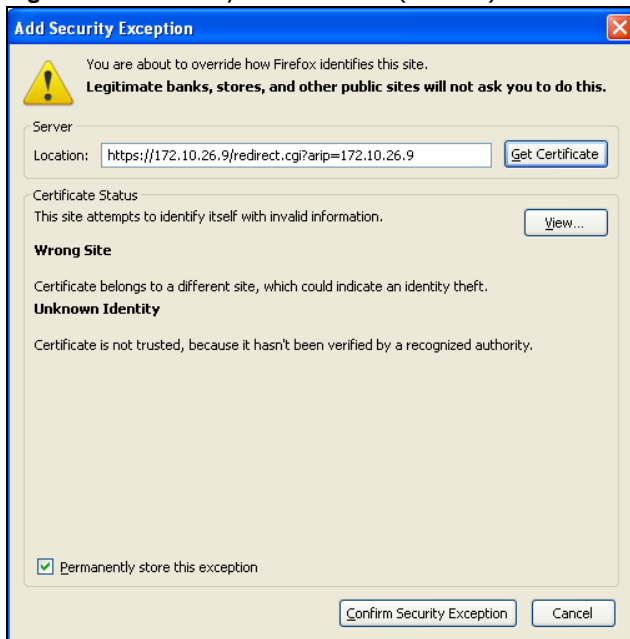 Add Security Exception
You are about to override how Firefox identifies this site.
Legitimate banks, stores, and other public sites will not ask you to do this.
Server
Location: https://172.10.26.9/redirect.cgi?arip=172.10.26.9 Get Certificate
Certificate Status
This site attempts to identify itself with invalid information. View...
Wrong Site
Certificate belongs to a different site, which could indicate an identity theft.
Unknown Identity
Certificate is not trusted, because it hasn't been verified by a recognized authority.
Permanently store this exception
Confirm Security Exception Cancel